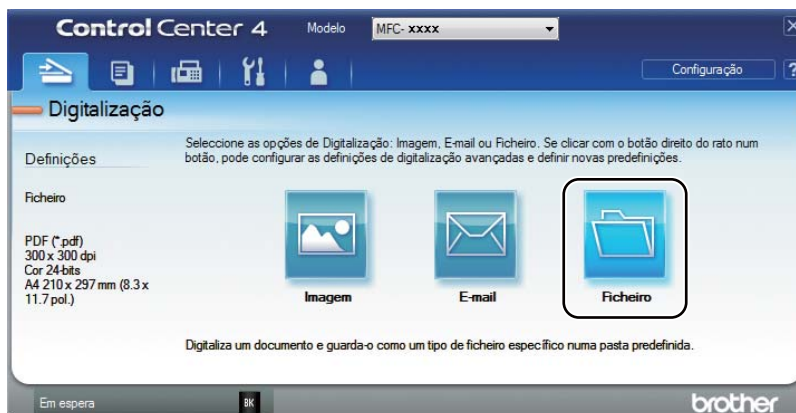 Control Center 4
Modelo
MFC- xxxx
Configuração
?
Digitalização
Definições
Ficheiro
PDF (*.pdf)
300 x 300 dpi
Cor 24-bits
A4 210 x 297 mm (8.3 x
11.7 pol.)
Seleccione as opções de Digitalização: Imagem, E-mail ou Ficheiro. Se clicar com o botão direito do rato num
botão, pode configurar as definições de digitalização avançadas e definir novas predefinições.
Imagem
E-mail
Ficheiro
Digitaliza um documento e guarda-o como um tipo de ficheiro específico numa pasta predefinida.
Em espera
BK
brother